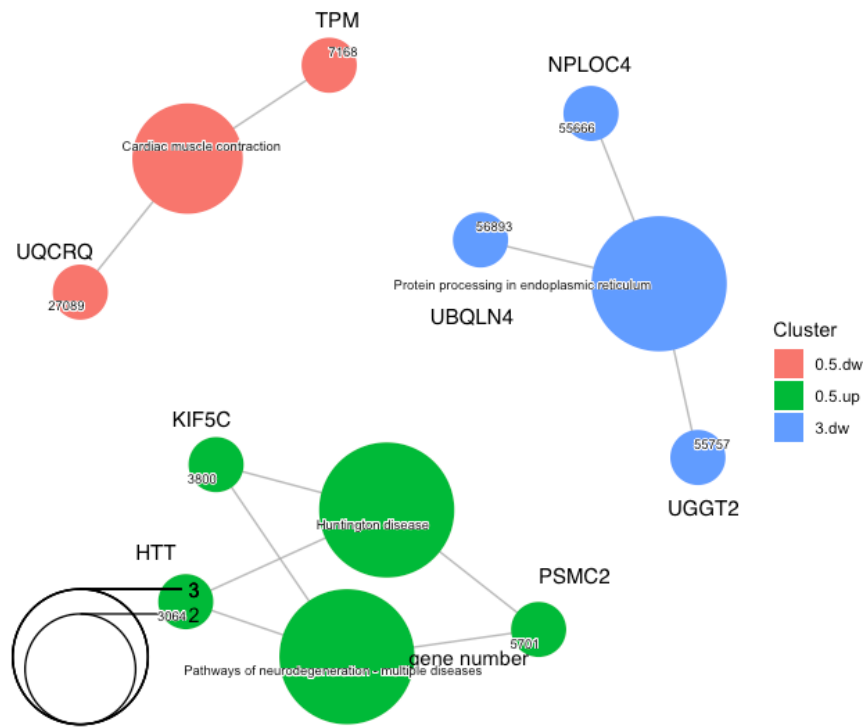 TPM
7168
NPLOC4
55666
Cardiac muscle contraction
56893
UQCRQ
27089
Protein processing in endoplasmic reticulum
UBQLN4
Cluster
0.5.dw
0.5.up
3.dw
KIF5C
3800
55757
UGGT2
Huntington disease
HTT
PSMC2
3
3064
2
5701
gene number
Pathways of neurodegeneration - multiple diseases